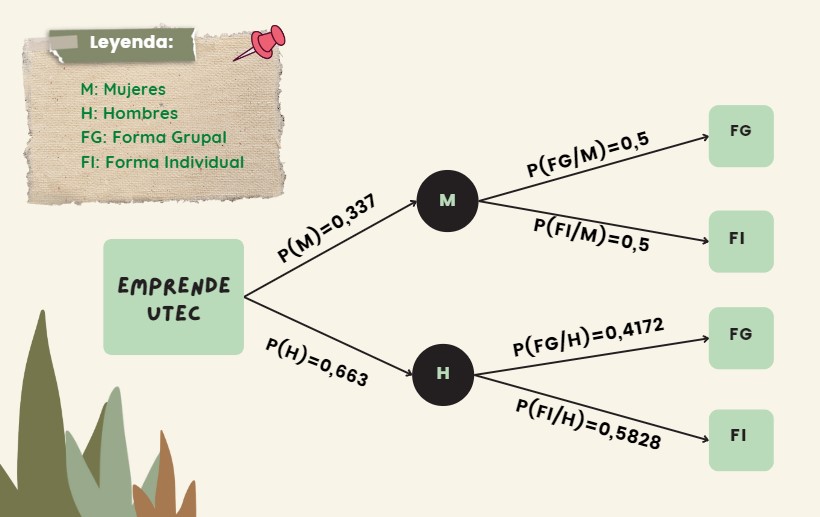 Leyenda:
M: Mujeres
H: Hombres
FG: Forma Grupal
FI: Forma Individual
EMPRENDE
UTEC
P(M)=0,337
P(H)=0,663
M
H
P(FG/M)=0,5
P(FI/M)=0,5
P(FG/H)=0,4172
P(FI/H)=0,5828
FG
FI
FG
FI